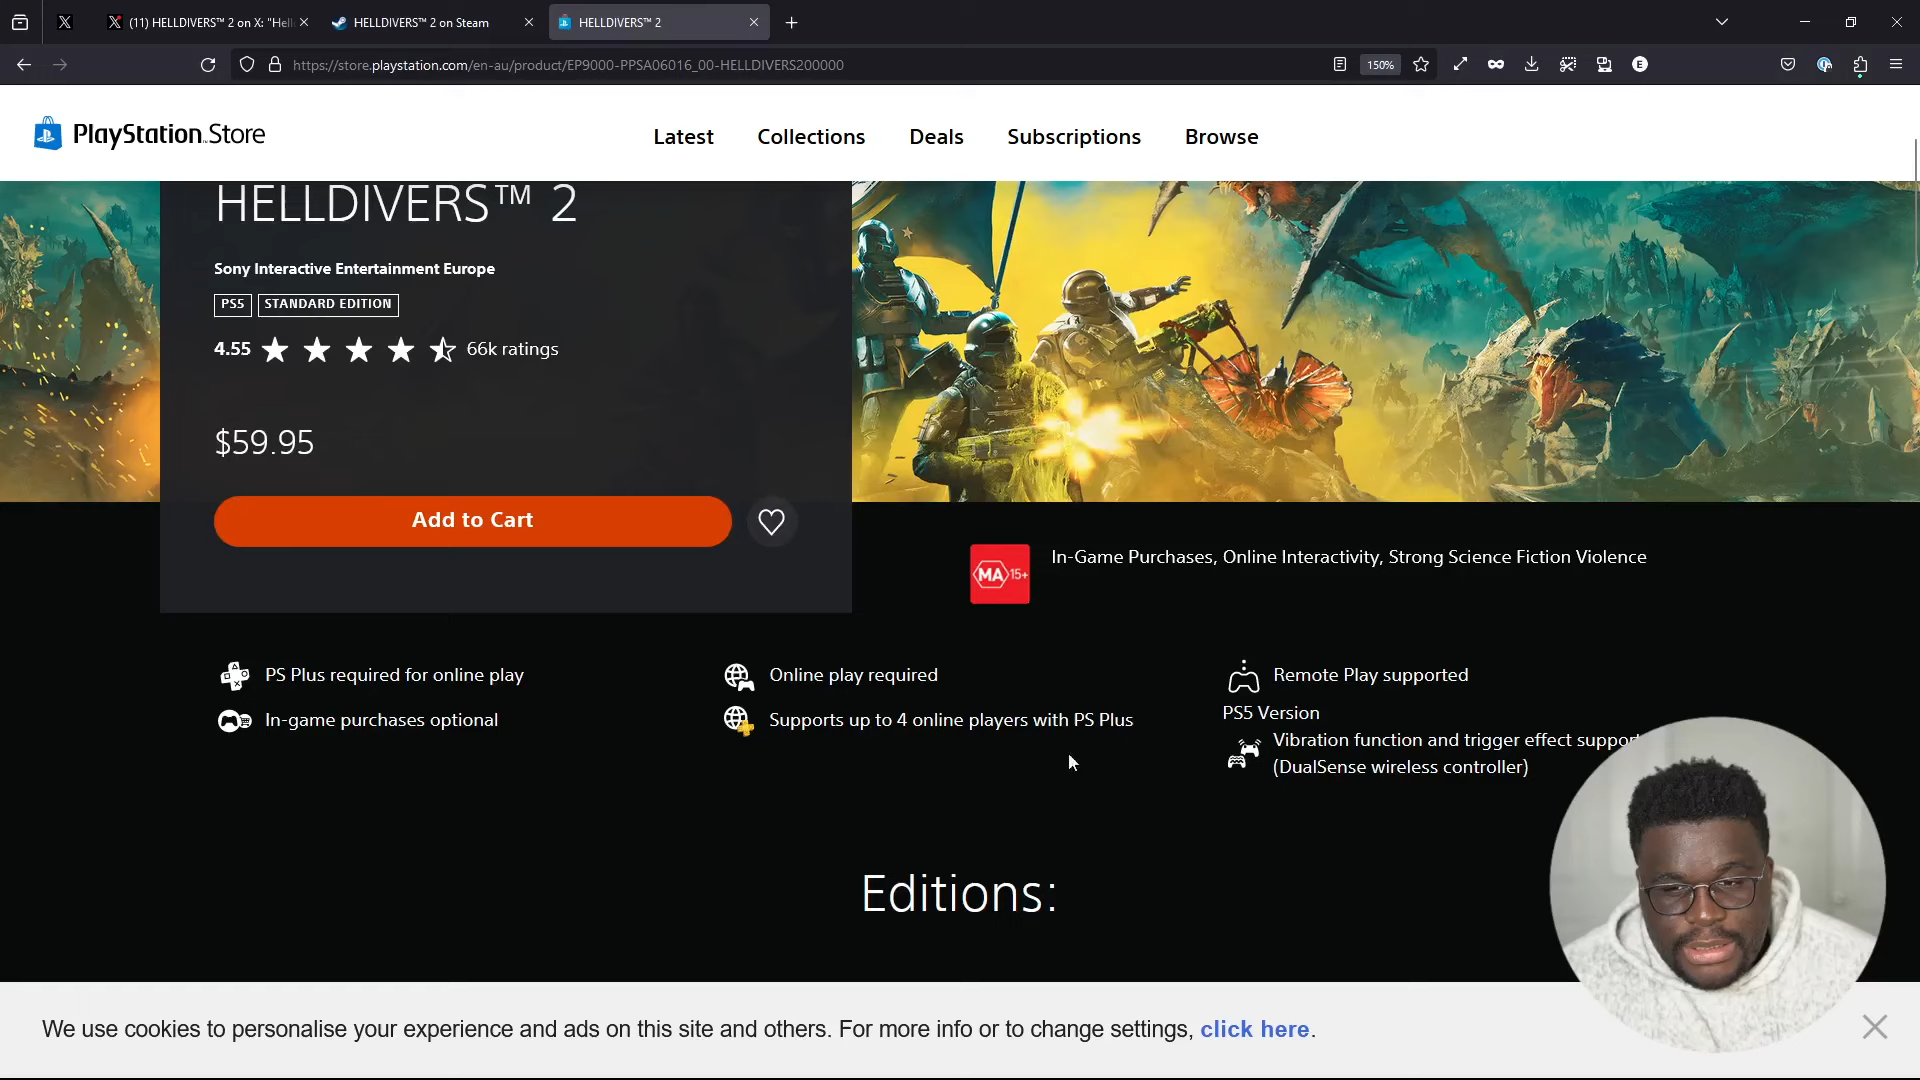 (11) HELLDIVERS™ 2 on X: "Hell
HELLDIVERS™ 2 on Steam
HELLDIVERS™ 2
https://store.playstation.com/en-au/product/EP9000-PPSA06016_00-HELLDIVERS200000
150%
E
PlayStation Store
Latest
Collections
Deals
Subscriptions
Browse
HELLDIVERS™ 2
Sony Interactive Entertainment Europe
PS5
STANDARD EDITION
4.55
66k ratings
$59.95
Add to Cart
MA 15+
In-Game Purchases, Online Interactivity, Strong Science Fiction Violence
PS Plus required for online play
Online play required
Remote Play supported
In-game purchases optional
Supports up to 4 online players with PS Plus
PS5 Version
Vibration function and trigger effect support
(DualSense wireless controller)
Editions:
We use cookies to personalise your experience and ads on this site and others. For more info or to change settings, click here.